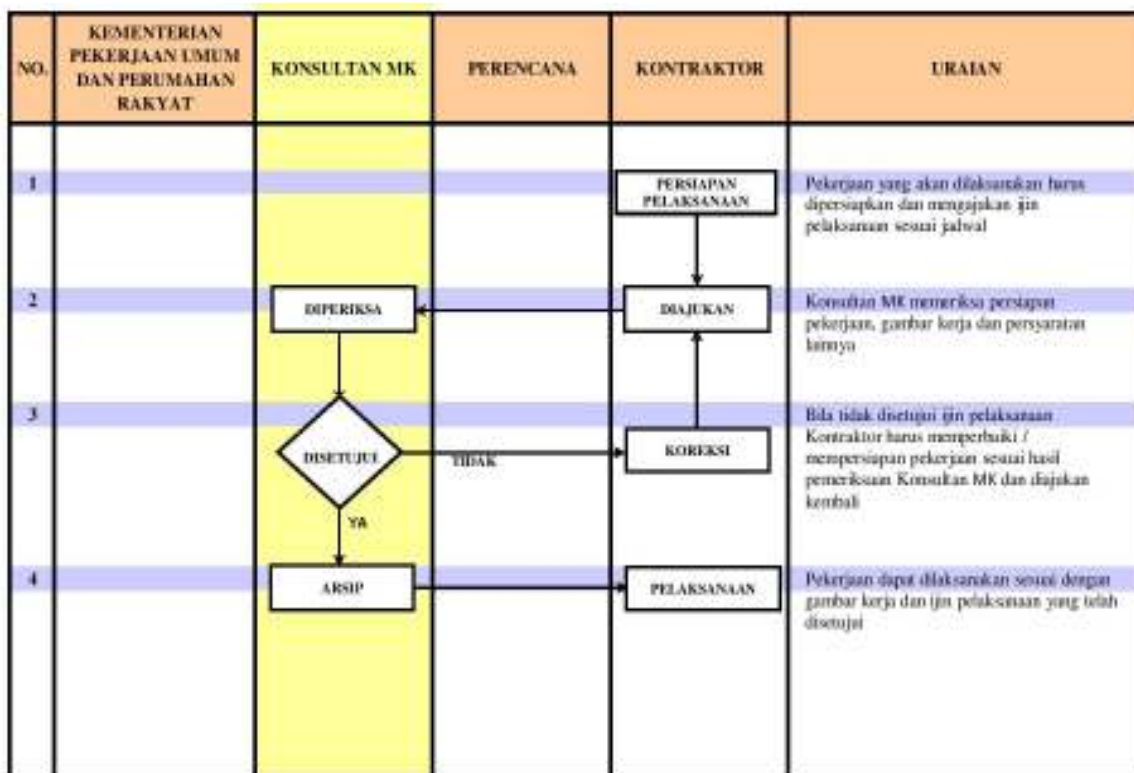 NO.
KEMENTERIAN
PEKERJAAN UMUM
DAN PERUMAHAN
RAKYAT
KONSULTAN MK
PERENCANA
KONTRAKTOR
URAIAN
1
PERSIAPAN
PELAKSANAAN
Pekerjaan yang akan dilaksanakan harus
dipersiapkan dan mengajakan ijin
pelaksanaan sesuai jadwal
2
DIPERIKSA
DIAJUKAN
Konsultan MK memeriksa persiapan
pekerjaan, gambar kerja dan persyaratan
lainnya
3
DISETUJUI
TIDAK
KOREKSI
Bila tidak disetujui ijin pelaksanaan
Kontraktor harus memperbaiki /
mempersiapan pekerjaan sesuai hasil
pemeriksaan Konsultan MK dan diajukan
kembali
YA
4
ARSIP
PELAKSANAAN
Pekerjaan dapat dilaksanakan sesuai dengan
gambar kerja dan ijin pelaksanaan yang telah
disetujui